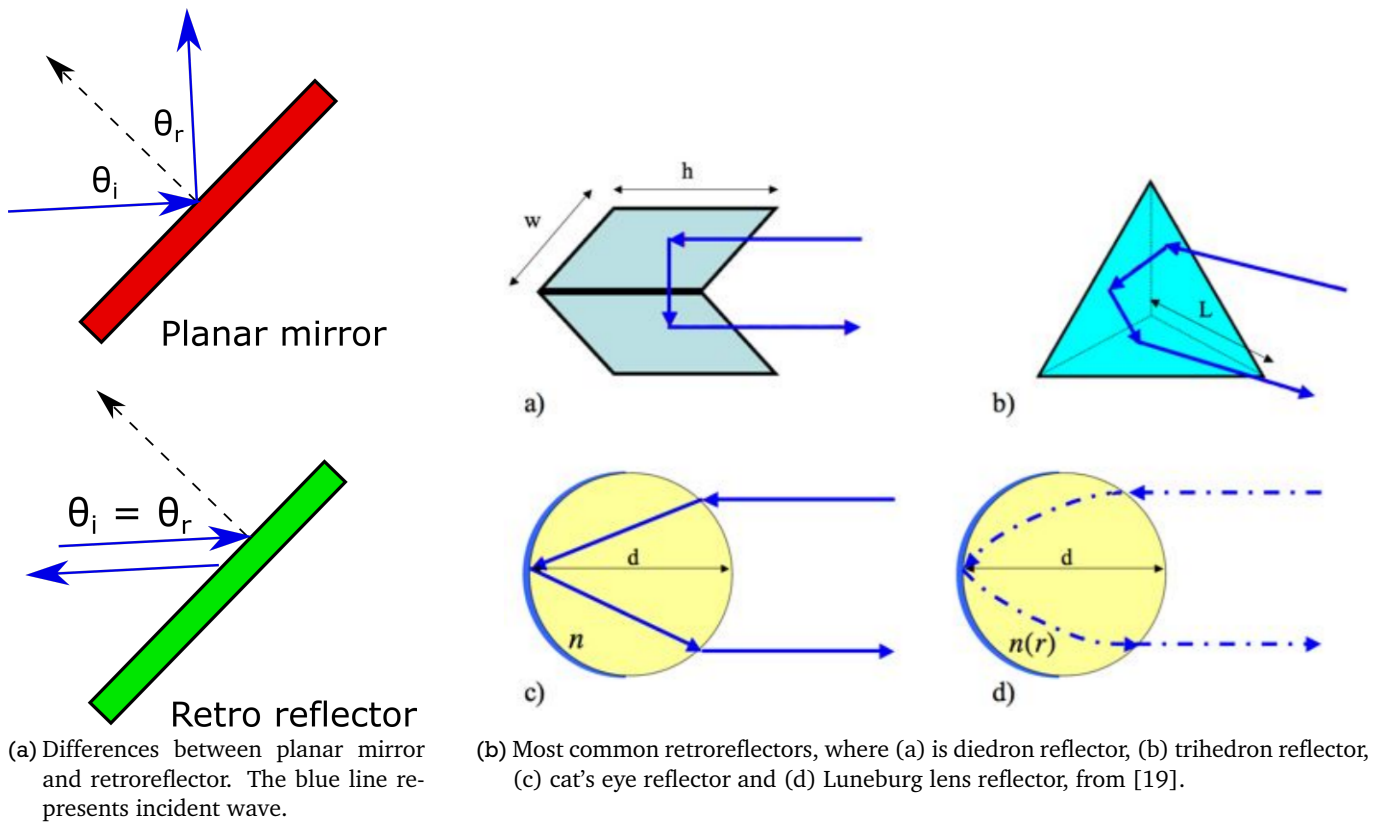 θr
θi
Planar mirror
θi = θr
Retro reflector
(a) Differences between planar mirror
and retroreflector. The blue line re-
presents incident wave.
h
w
a)
L
b)
d
n
c)
d
n(r)
d)
(b) Most common retroreflectors, where (a) is diedron reflector, (b) trihedron reflector,
(c) cat's eye reflector and (d) Luneburg lens reflector, from [19].